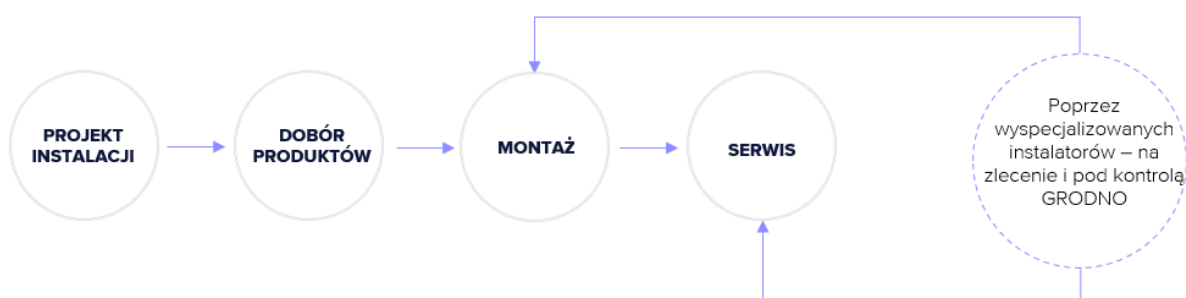 PROJEKT
INSTALACJI
DOBÓR
PRODUKTÓW
MONTAŻ
SERWIS
Poprzez
wyspecjalizowanych
instalatorów – na
zlecenie i pod kontrolą
GRODNO